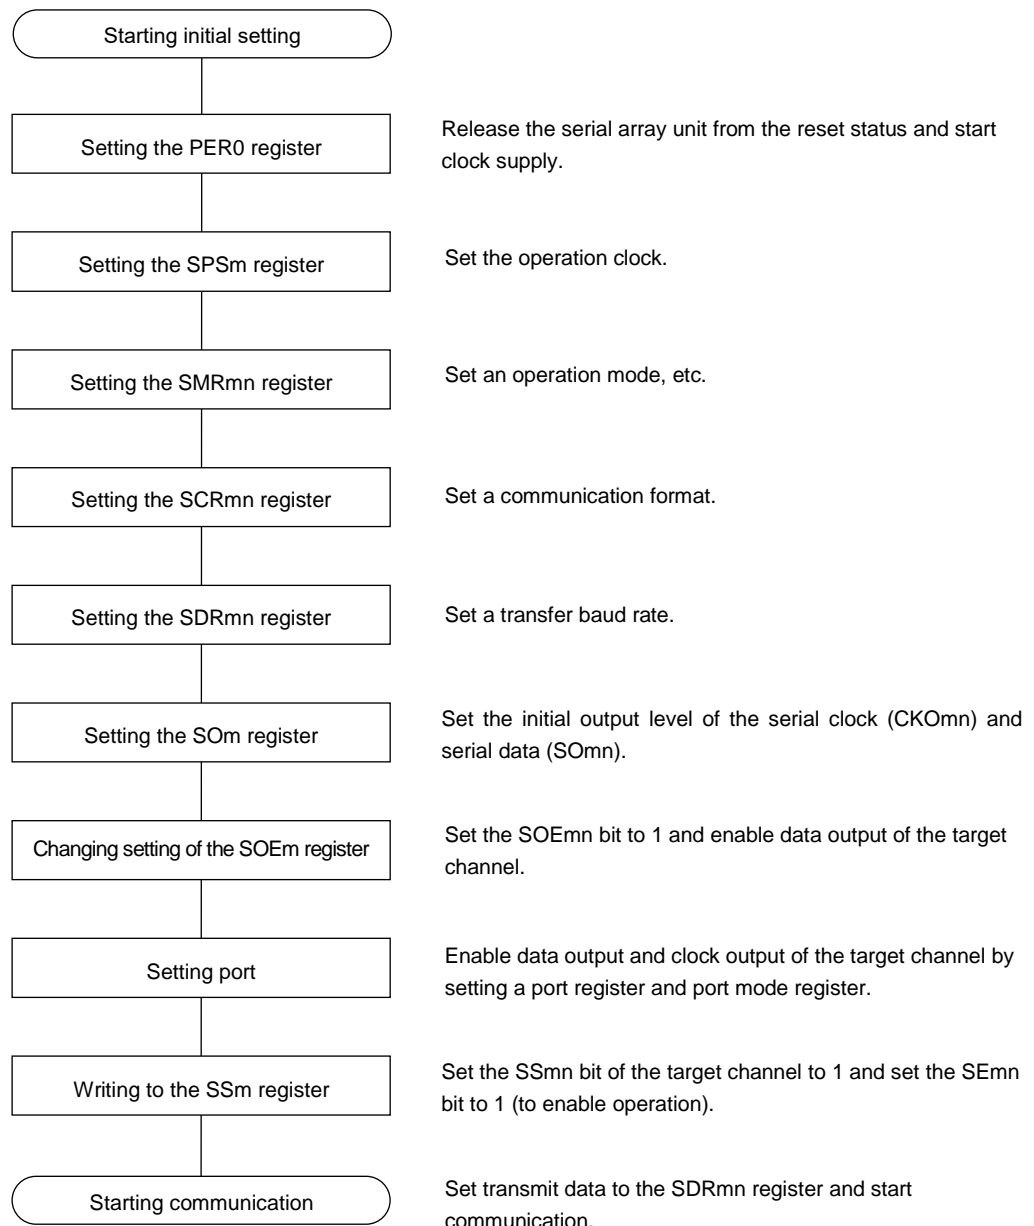 Starting initial setting
Setting the PER0 register
Release the serial array unit from the reset status and start
clock supply.
Setting the SPSm register
Set the operation clock.
Setting the SMRmn register
Set an operation mode, etc.
Setting the SCRmn register
Set a communication format.
Setting the SDRmn register
Set a transfer baud rate.
Setting the SOm register
Set the initial output level of the serial clock (CKOmn) and
serial data (SOmn).
Changing setting of the SOEm register
Set the SOEmn bit to 1 and enable data output of the target
channel.
Setting port
Enable data output and clock output of the target channel by
setting a port register and port mode register.
Writing to the SSm register
Set the SSmn bit of the target channel to 1 and set the SEmn
bit to 1 (to enable operation).
Starting communication
Set transmit data to the SDRmn register and start
communication.